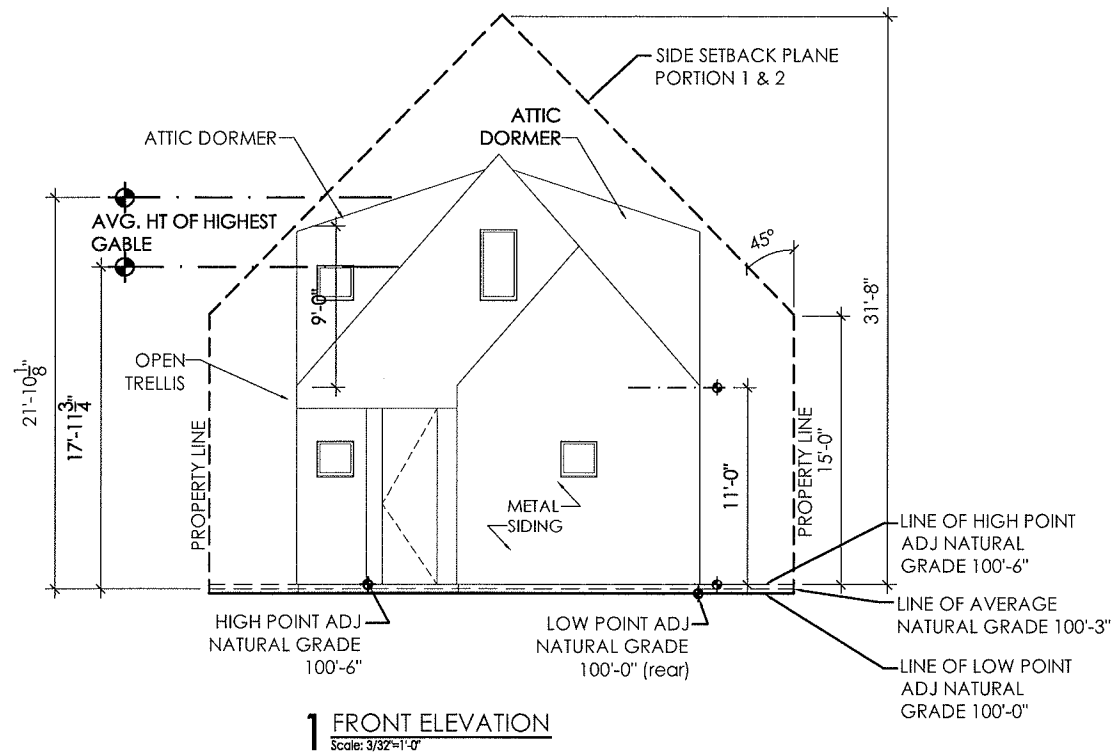 SIDE SETBACK PLANE
PORTION 1 & 2
ATTIC DORMER
ATTIC
DORMER
AVG. HT OF HIGHEST
GABLE
45°
31'-8"
9'-0"
21'-10 1/8"
17'-11 3/4"
OPEN
TRELLIS
PROPERTY LINE
METAL
SIDING
11'-0"
PROPERTY LINE
15'-0"
LINE OF HIGH POINT
ADJ NATURAL
GRADE 100'-6"
LINE OF AVERAGE
NATURAL GRADE 100'-3"
HIGH POINT ADJ
NATURAL GRADE
100'-6"
LOW POINT ADJ
NATURAL GRADE
100'-0" (rear)
LINE OF LOW POINT
ADJ NATURAL
GRADE 100'-0"
1 FRONT ELEVATION
Scale: 3/32"=1'-0"